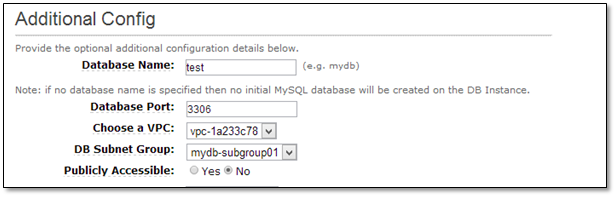 Additional Config
Provide the optional additional configuration details below.
Database Name: test (e.g. mydb)
Note: if no database name is specified then no initial MySQL database will be created on the DB Instance.
Database Port: 3306
Choose a VPC: vpc-1a233c78
DB Subnet Group: mydb-subgroup01
Publicly Accessible: Yes No